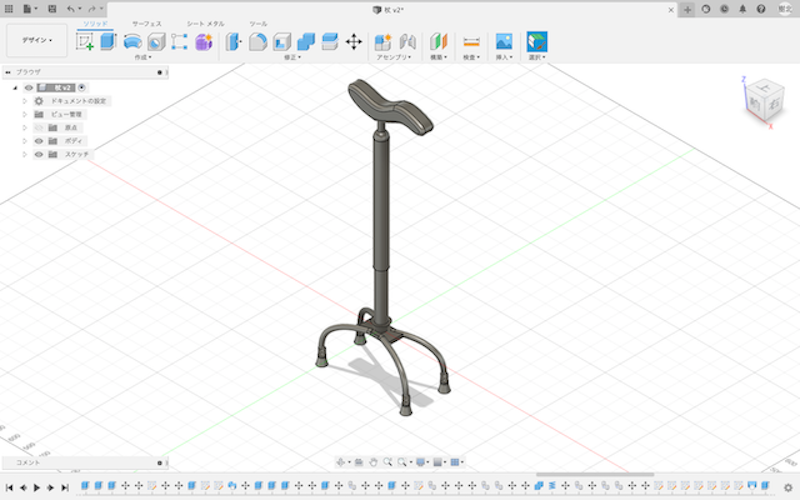 杖 v2*
樹北
ソリッド サーフェス シート メタル ツール
デザイン
作成 修正 アセンブリ 構築 検査 挿入 選択
ブラウザ
杖 v2
ドキュメントの設定
ビュー管理
原点
ボディ
スケッチ
Z
上
前 右
X
コメント